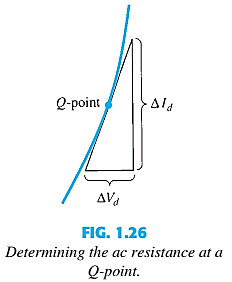 Q-point
ΔI_d
ΔV_d
FIG. 1.26
Determining the ac resistance at a
Q-point.